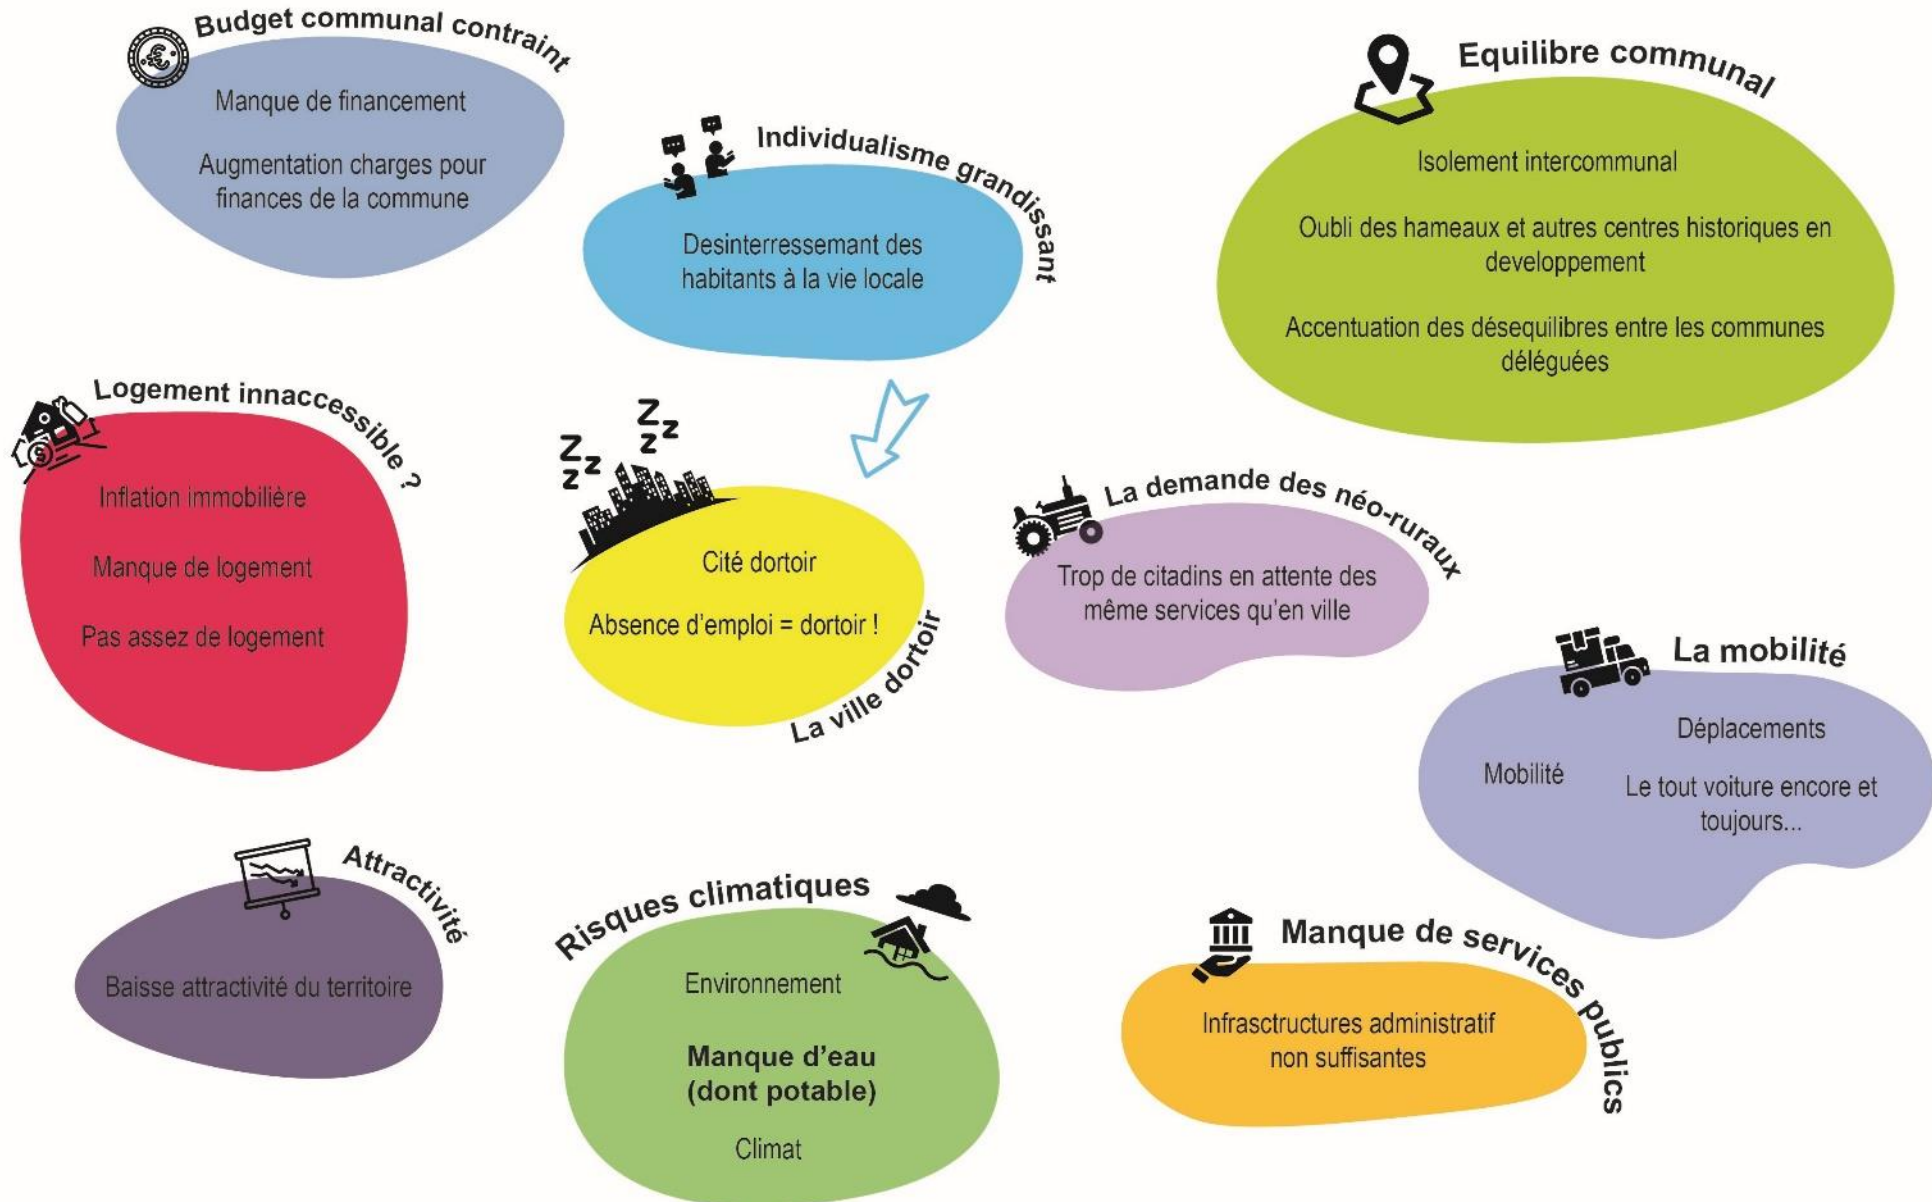 Budget communal contraint
Manque de financement
Augmentation charges pour
finances de la commune
Individualisme grandissant
Desinterressemant des
habitants à la vie locale
Equilibre communal
Isolement intercommunal
Oubli des hameaux et autres centres historiques en
developpement
Accentuation des désequilibres entre les communes
déléguées
Logement innaccessible ?
Inflation immobilière
Manque de logement
Pas assez de logement
Z z z
Z z z
Cité dortoir
Absence d'emploi = dortoir !
La ville dortoir
La demande des néo-ruraux
Trop de citadins en attente des
même services qu'en ville
La mobilité
Déplacements
Mobilité
Le tout voiture encore et
toujours...
Attractivité
Baisse attractivité du territoire
Risques climatiques
Environnement
Manque d'eau
(dont potable)
Climat
Manque de services publics
Infrasctructures administratif
non suffisantes